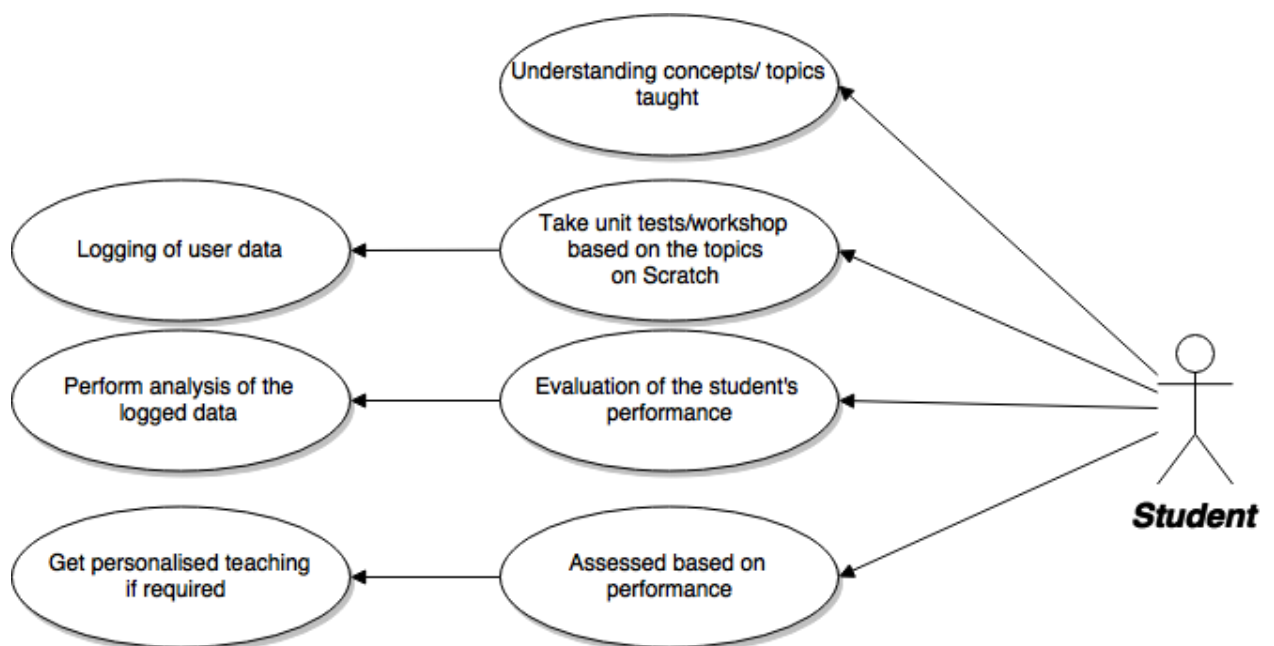 Understanding concepts/ topics
taught
Logging of user data
Take unit tests/workshop
based on the topics
on Scratch
Perform analysis of the
logged data
Evaluation of the student's
performance
Student
Get personalised teaching
if required
Assessed based on
performance